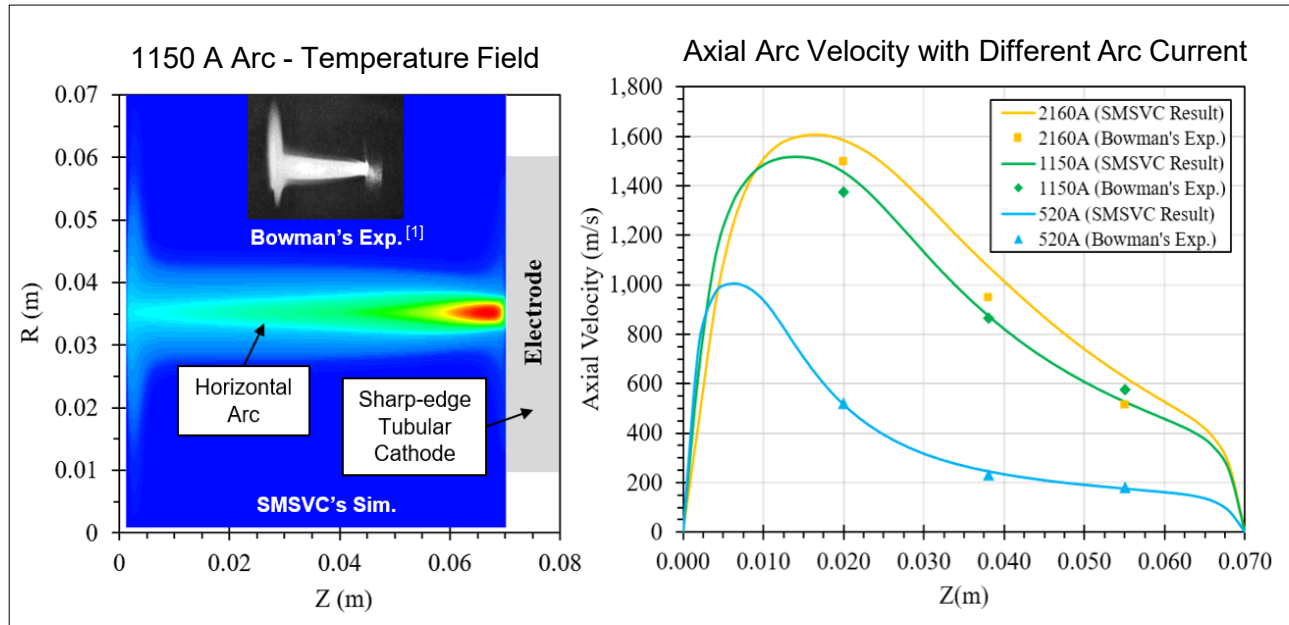 1150 A Arc - Temperature Field
0.07
0.06
0.05
0.04
0.03
0.02
0.01
0
R (m)
Bowman's Exp. [1]
Horizontal
Arc
Sharp-edge
Tubular
Cathode
Electrode
SMSVC's Sim.
0
0.02
0.04
0.06
0.08
Z (m)
Axial Arc Velocity with Different Arc Current
1,800
1,600
1,400
1,200
1,000
800
600
400
200
0
Axial Velocity (m/s)
2160A (SMSVC Result)
2160A (Bowman's Exp.)
1150A (SMSVC Result)
1150A (Bowman's Exp.)
520A (SMSVC Result)
520A (Bowman's Exp.)
0.000
0.010
0.020
0.030
0.040
0.050
0.060
0.070
Z(m)